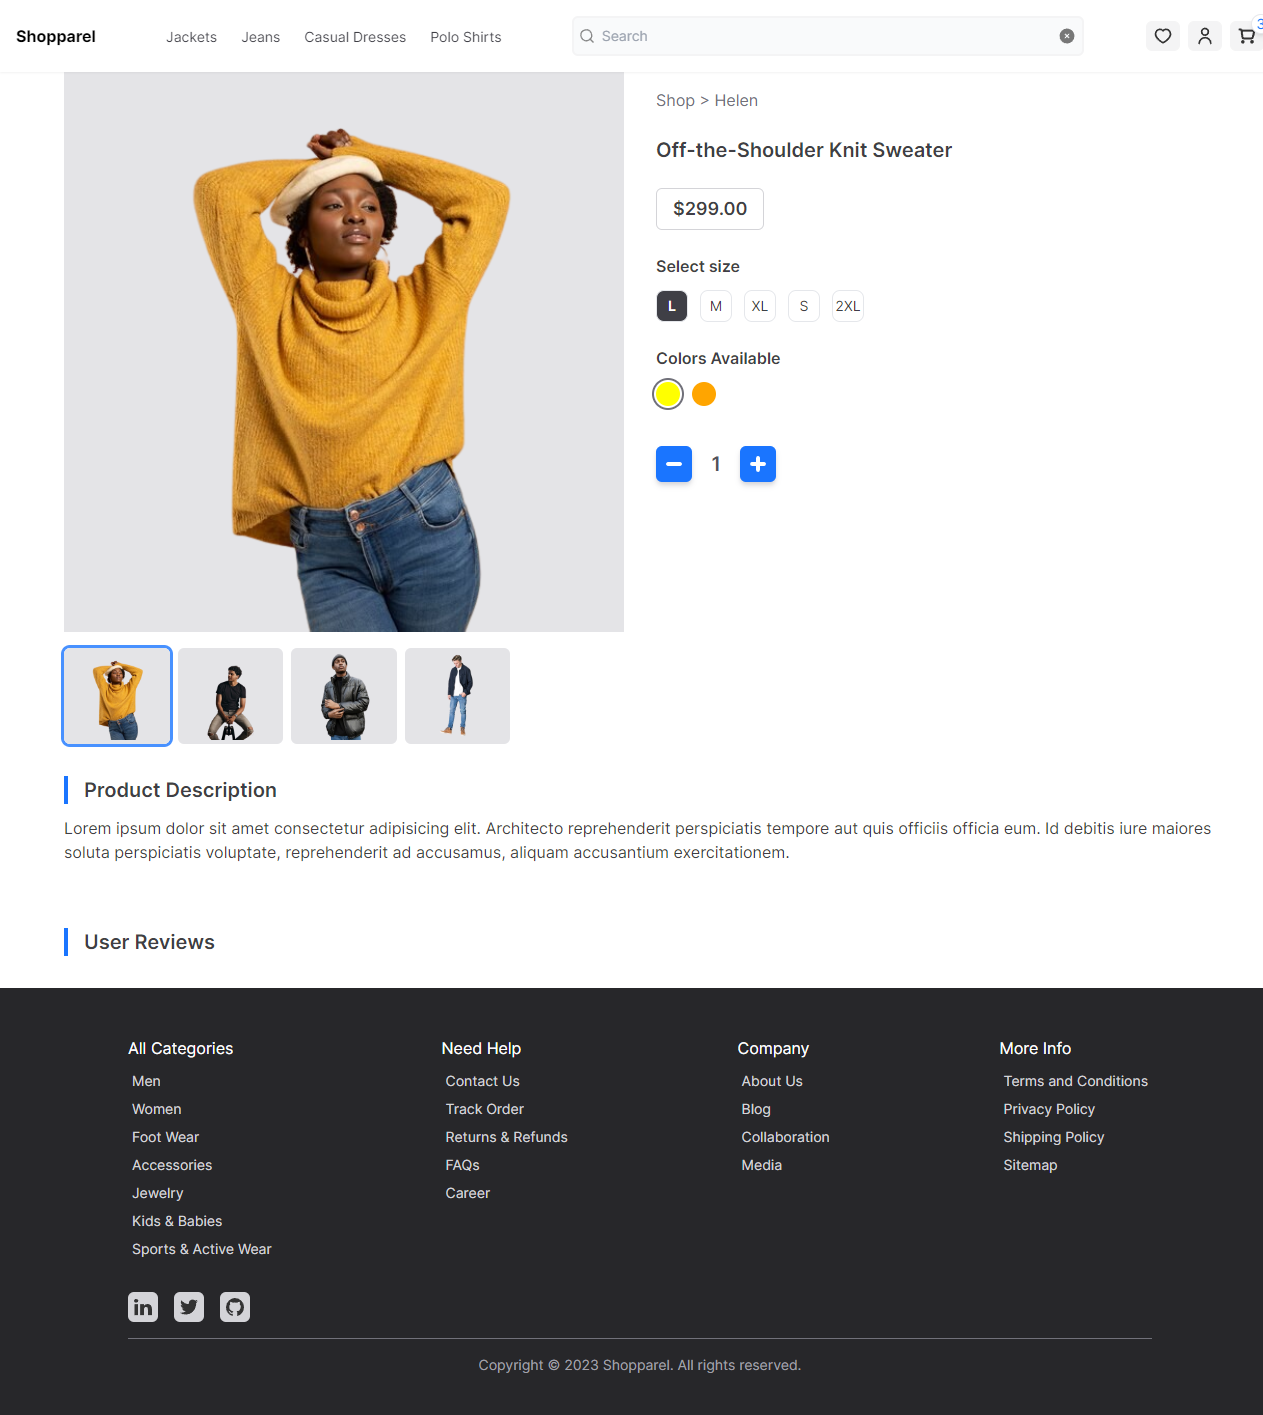 Shopparel
Jackets
Jeans
Casual Dresses
Polo Shirts
Search
3
Shop > Helen
Off-the-Shoulder Knit Sweater
$299.00
Select size
L
M
XL
S
2XL
Colors Available
1
Product Description
Lorem ipsum dolor sit amet consectetur adipisicing elit. Architecto reprehenderit perspiciatis tempore aut quis officiis officia eum. Id debitis iure maiores
soluta perspiciatis voluptate, reprehenderit ad accusamus, aliquam accusantium exercitationem.
User Reviews
All Categories
Men
Women
Foot Wear
Accessories
Jewelry
Kids & Babies
Sports & Active Wear
Need Help
Contact Us
Track Order
Returns & Refunds
FAQs
Career
Company
About Us
Blog
Collaboration
Media
More Info
Terms and Conditions
Privacy Policy
Shipping Policy
Sitemap
in
Copyright © 2023 Shopparel. All rights reserved.